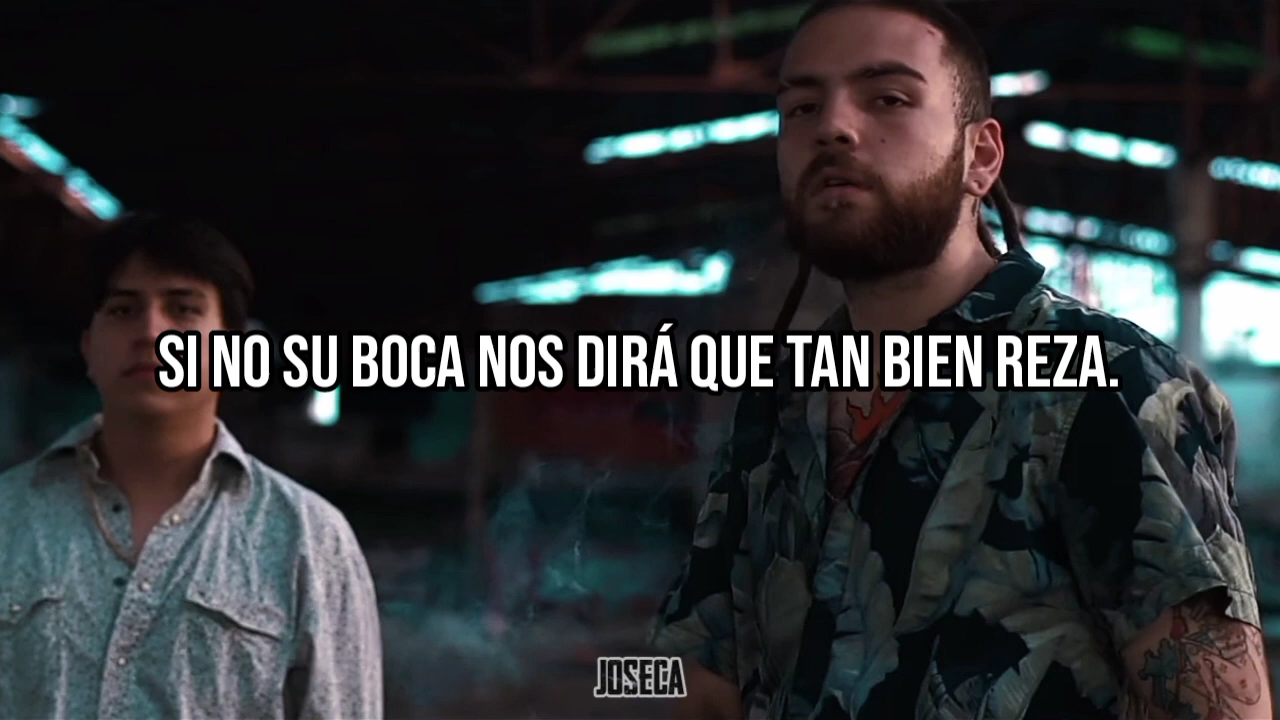 SI NO SU BOCA NOS DIRÁ QUE TAN BIEN REZA.
JOSECA